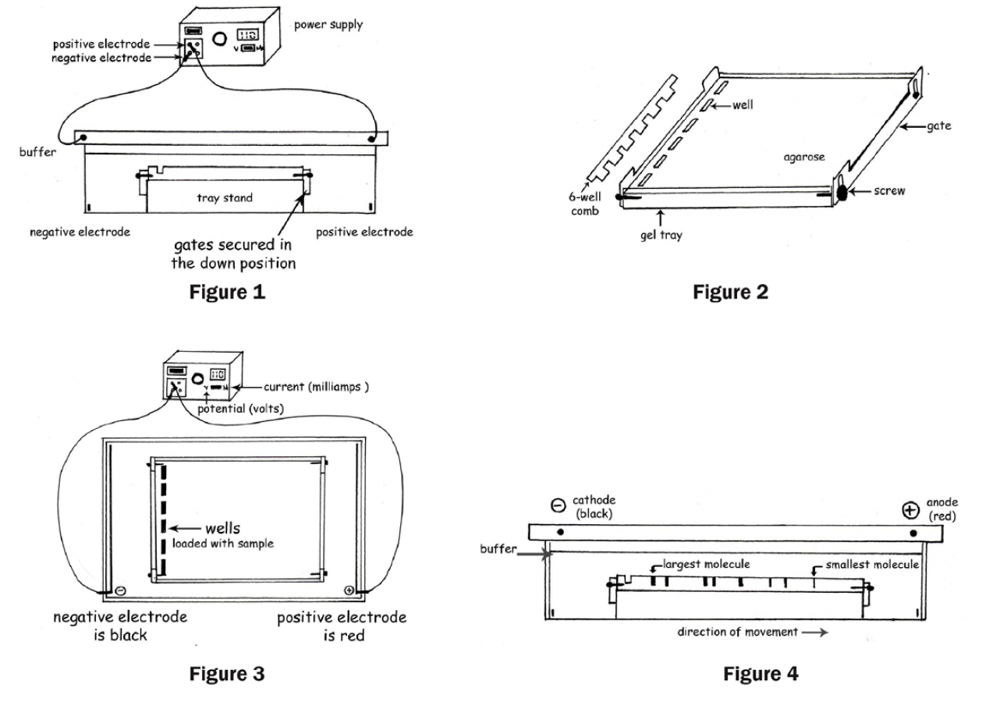 power supply
positive electrode
negative electrode
110
V
buffer
tray stand
negative electrode
positive electrode
gates secured in
the down position
Figure 1
well
gate
agarose
6-well
comb
screw
gel tray
Figure 2
110
V
current (milliamps )
potential (volts)
wells
loaded with sample
negative electrode
is black
positive electrode
is red
Figure 3
cathode
(black)
anode
(red)
buffer
largest molecule
smallest molecule
direction of movement
Figure 4